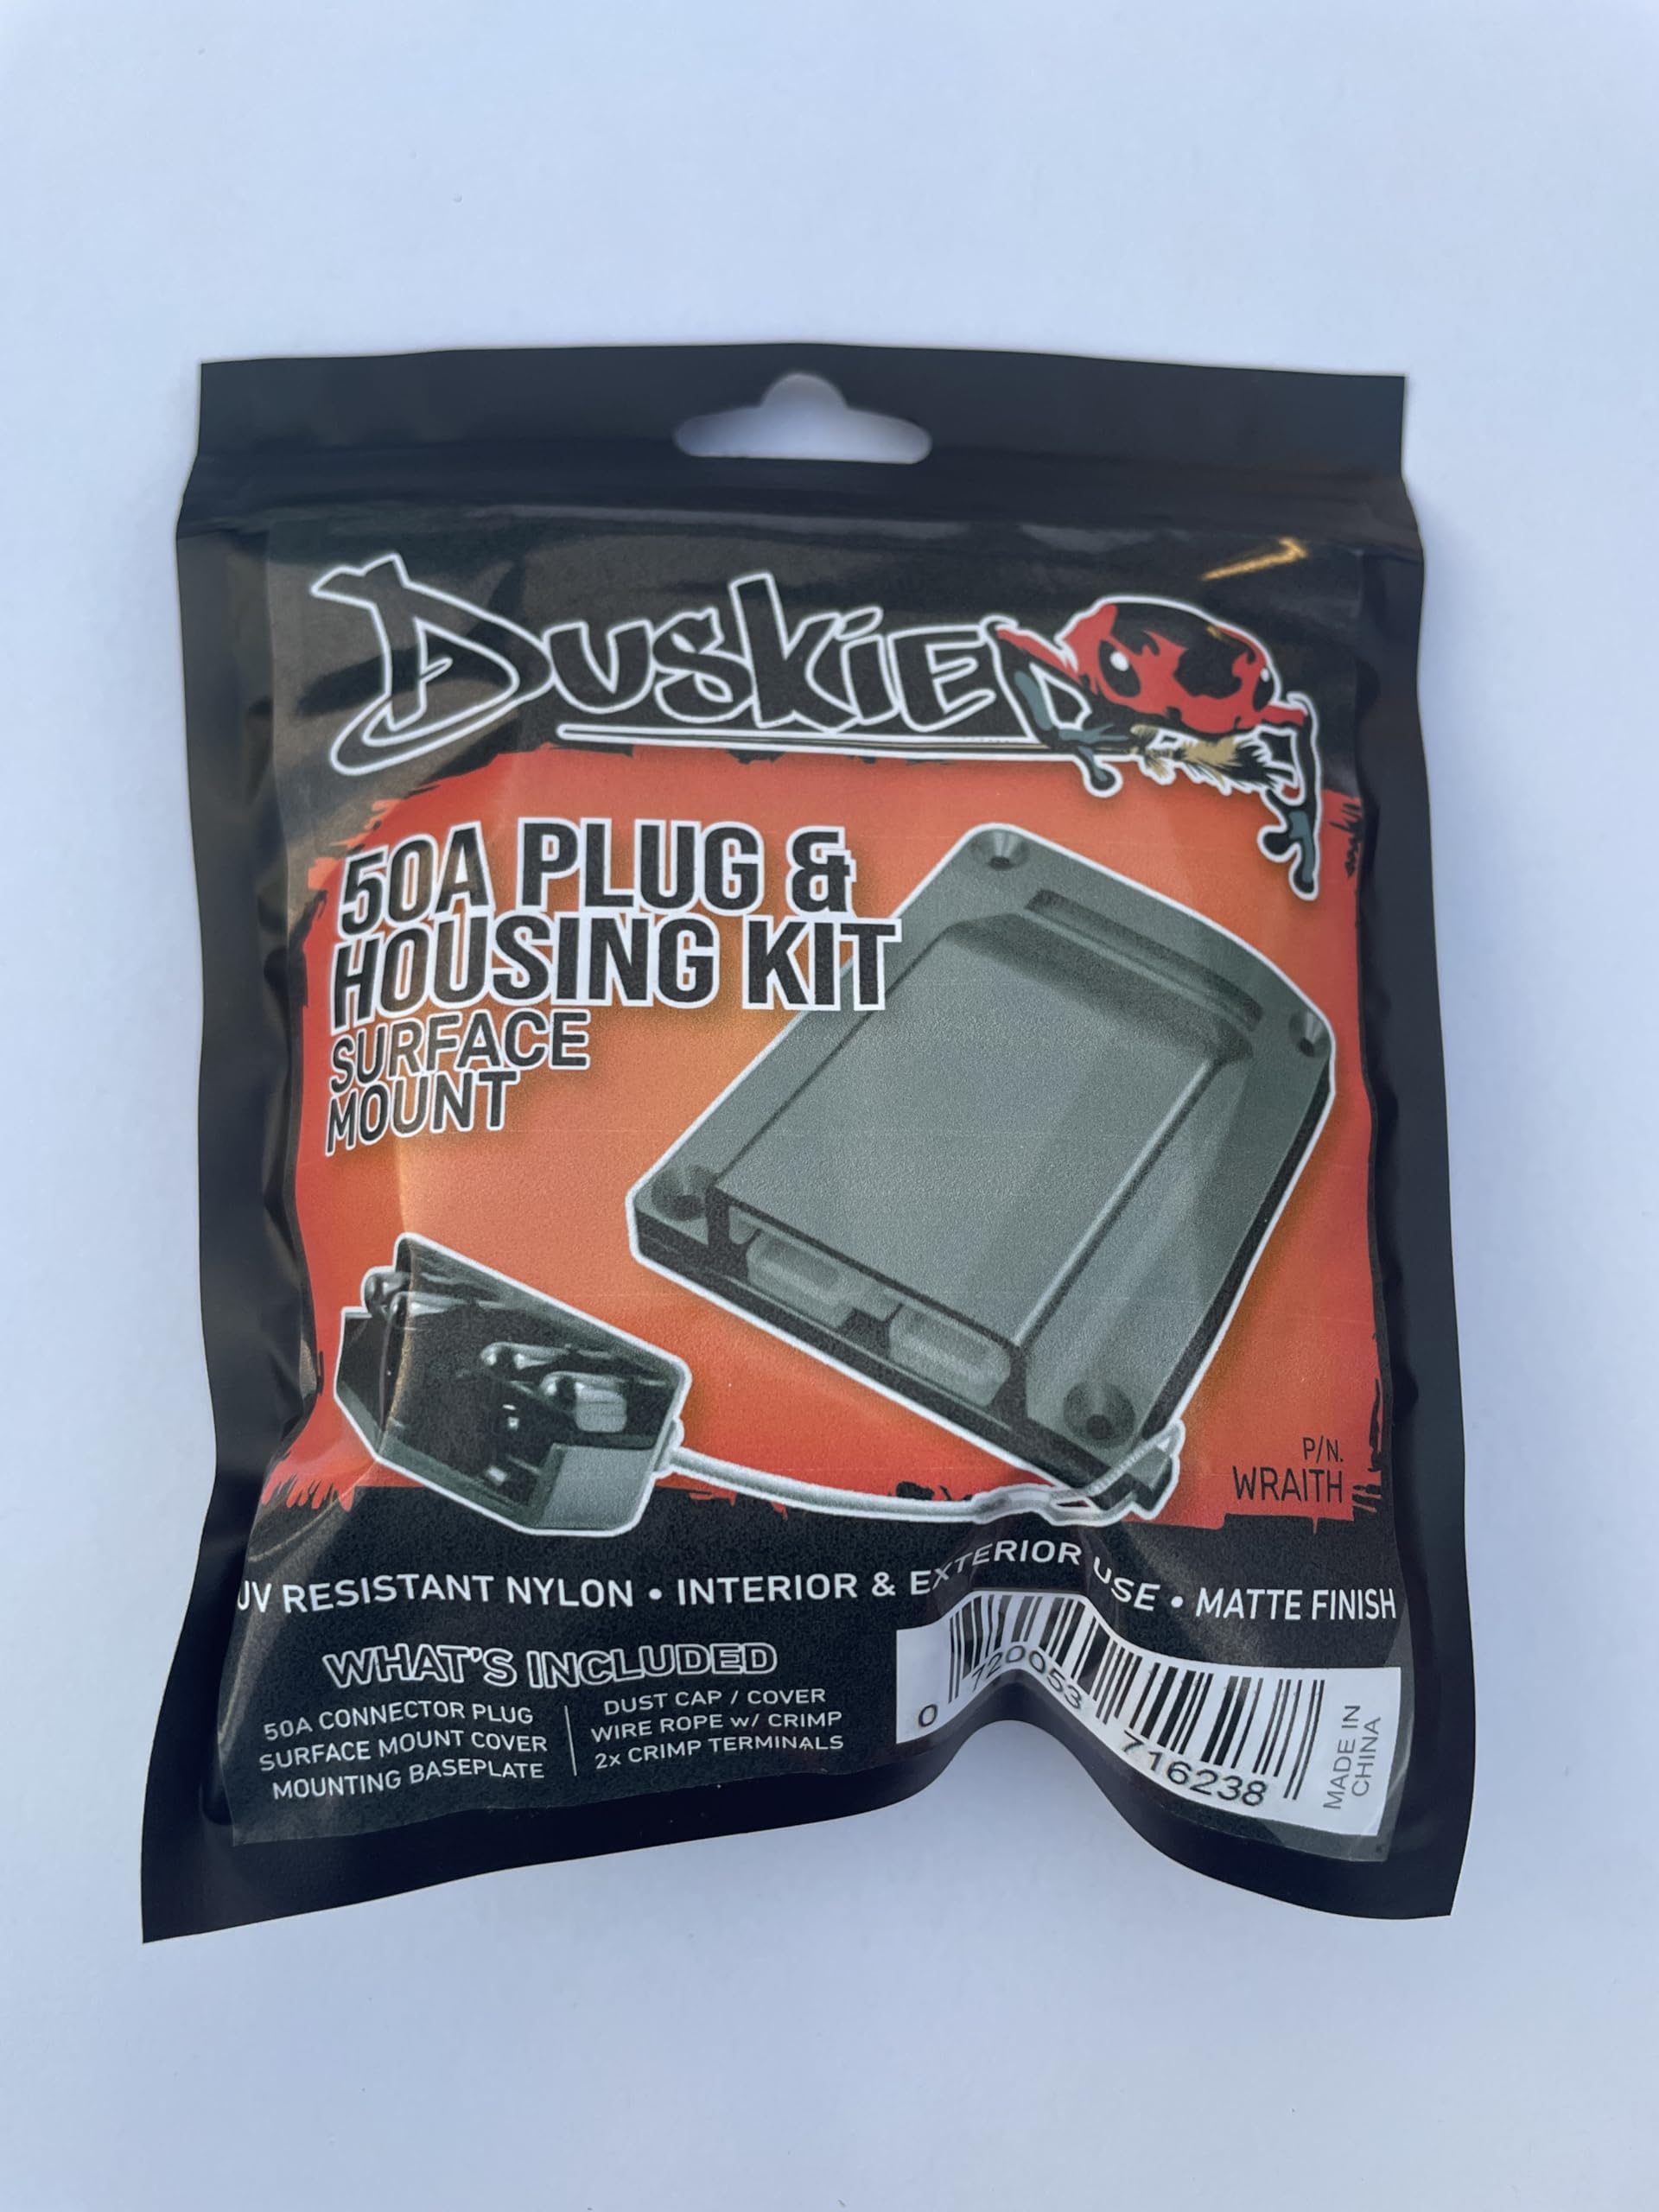 DUSKIED
50A PLUG &
HOUSING KIT
SURFACE
MOUNT
P/N.
WRAITH
UV RESISTANT NYLON • INTERIOR & EXTERIOR USE • MATTE FINISH
WHAT'S INCLUDED
50A CONNECTOR PLUG
SURFACE MOUNT COVER
MOUNTING BASEPLATE
DUST CAP / COVER
WIRE ROPE w/ CRIMP
2x CRIMP TERMINALS
0 720053 716238
MADE IN
CHINA